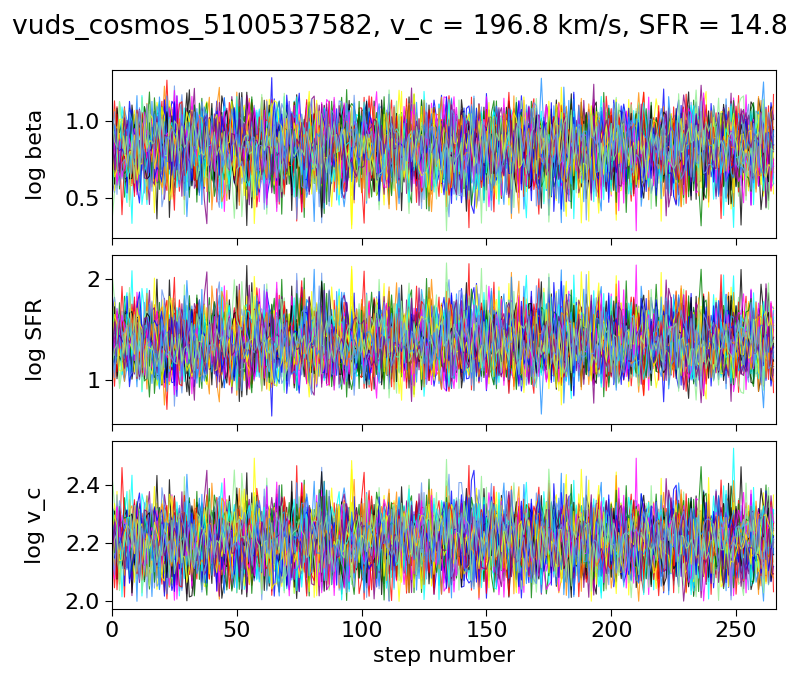 vuds_cosmos_5100537582, v_c = 196.8 km/s, SFR = 14.8
log beta
1.0
0.5
log SFR
2
1
log v_c
2.4
2.2
2.0
0 50 100 150 200 250
step number